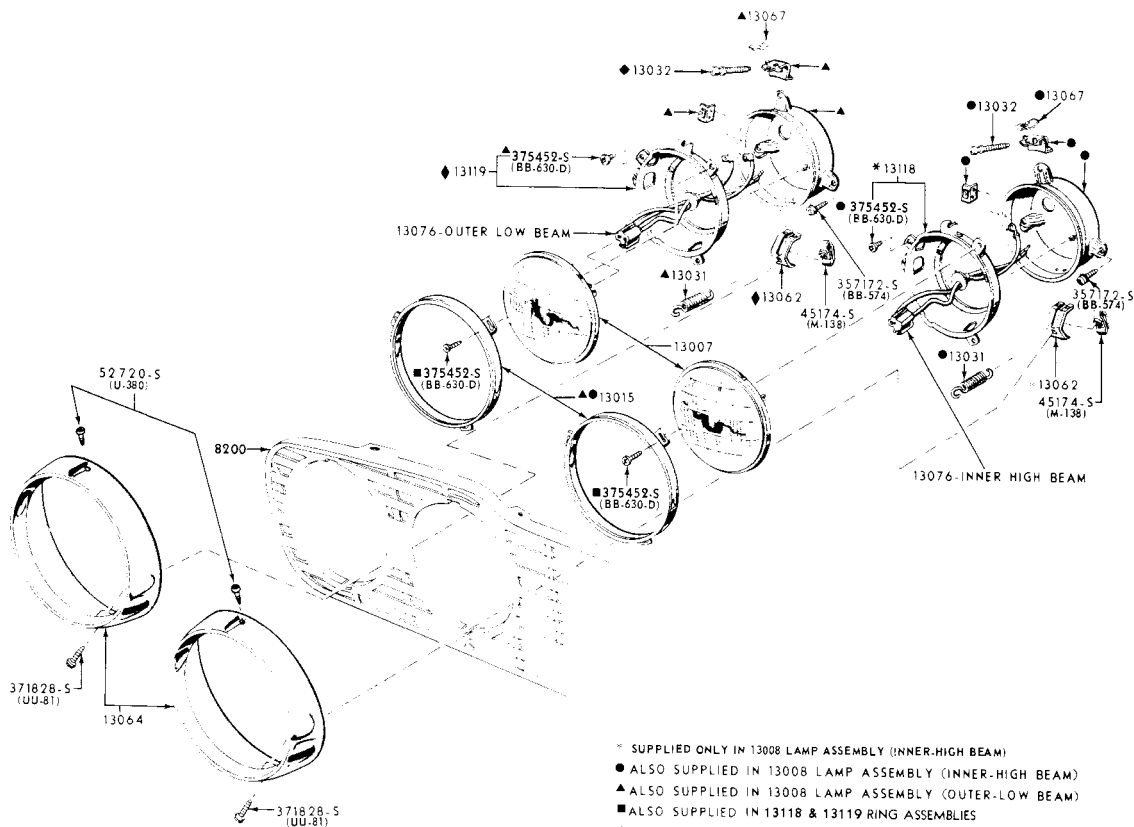 ▲13067
◆13032
▲
▲
▲
●13067
●13032
●
●
●
▲375452-S
(BB-630-D)
◆13119
*13118
●375452-S
(BB-630-D)
13076-OUTER LOW BEAM
▲13031
◆13062
357172-S
(BB-574)
45174-S
(M-138)
357172-S
(BB-574)
13007
■375452-S
(BB-630-D)
●13031
*13062
45174-S
(M-138)
52720-S
(U-380)
▲●13015
8200
13076-INNER HIGH BEAM
■375452-S
(BB-630-D)
371828-S
(UU-81)
13064
371828-S
(UU-81)
* SUPPLIED ONLY IN 13008 LAMP ASSEMBLY (INNER-HIGH BEAM)
● ALSO SUPPLIED IN 13008 LAMP ASSEMBLY (INNER-HIGH BEAM)
▲ ALSO SUPPLIED IN 13008 LAMP ASSEMBLY (OUTER-LOW BEAM)
■ ALSO SUPPLIED IN 13118 & 13119 RING ASSEMBLIES